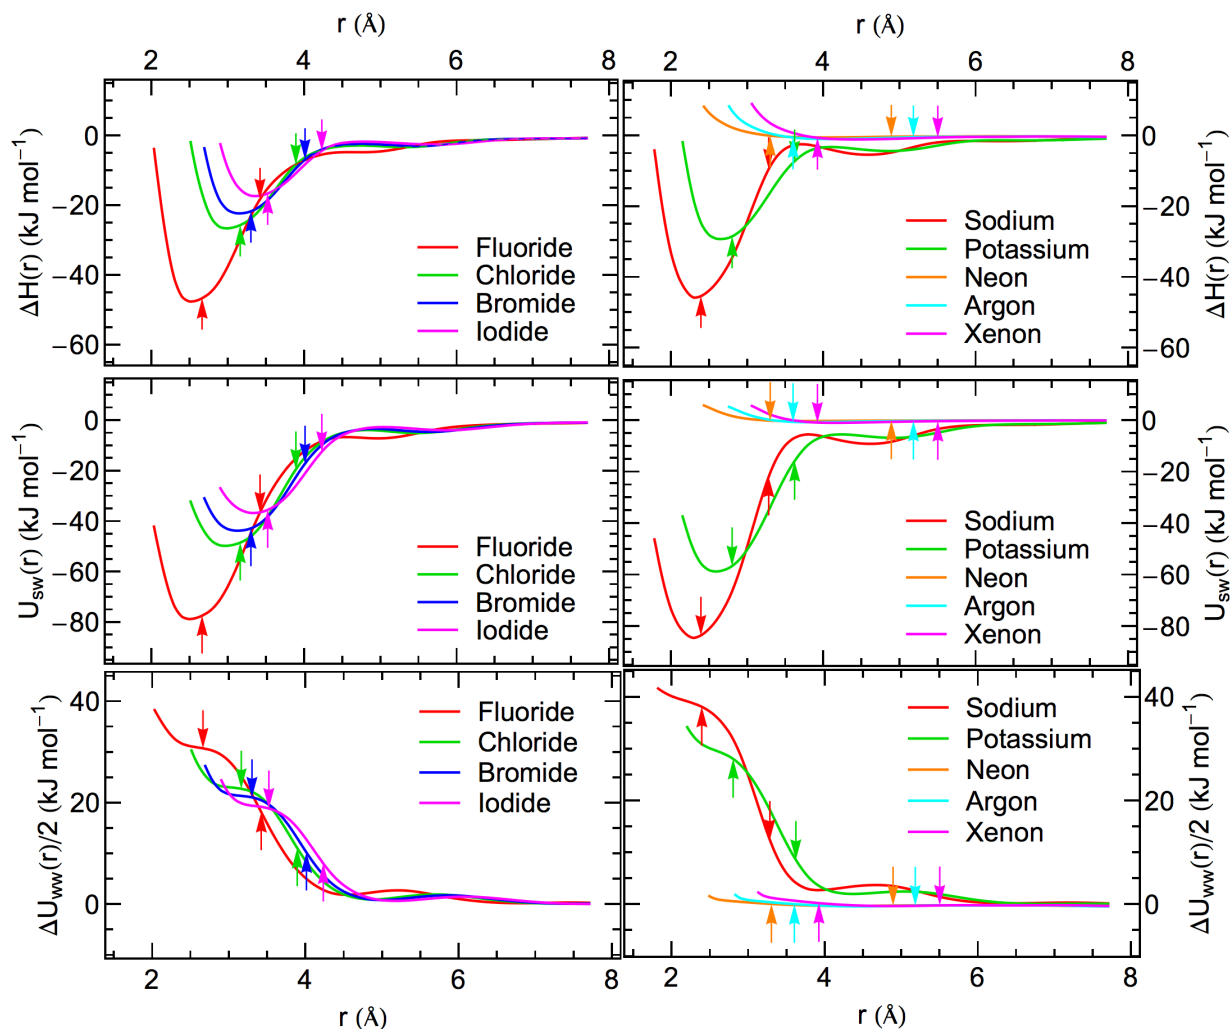 r (Å)
r (Å)
2 4 6 8
2 4 6 8
ΔH(r) (kJ mol⁻¹)
0
−20
−40
−60
Fluoride
Chloride
Bromide
Iodide
Sodium
Potassium
Neon
Argon
Xenon
0
−20
−40
−60
ΔH(r) (kJ mol⁻¹)
U_sw(r) (kJ mol⁻¹)
0
−20
−40
−60
−80
Fluoride
Chloride
Bromide
Iodide
Sodium
Potassium
Neon
Argon
Xenon
0
−20
−40
−60
−80
U_sw(r) (kJ mol⁻¹)
ΔU_ww(r)/2 (kJ mol⁻¹)
40
20
0
Fluoride
Chloride
Bromide
Iodide
Sodium
Potassium
Neon
Argon
Xenon
40
20
0
ΔU_ww(r)/2 (kJ mol⁻¹)
2 4 6 8
2 4 6 8
r (Å)
r (Å)